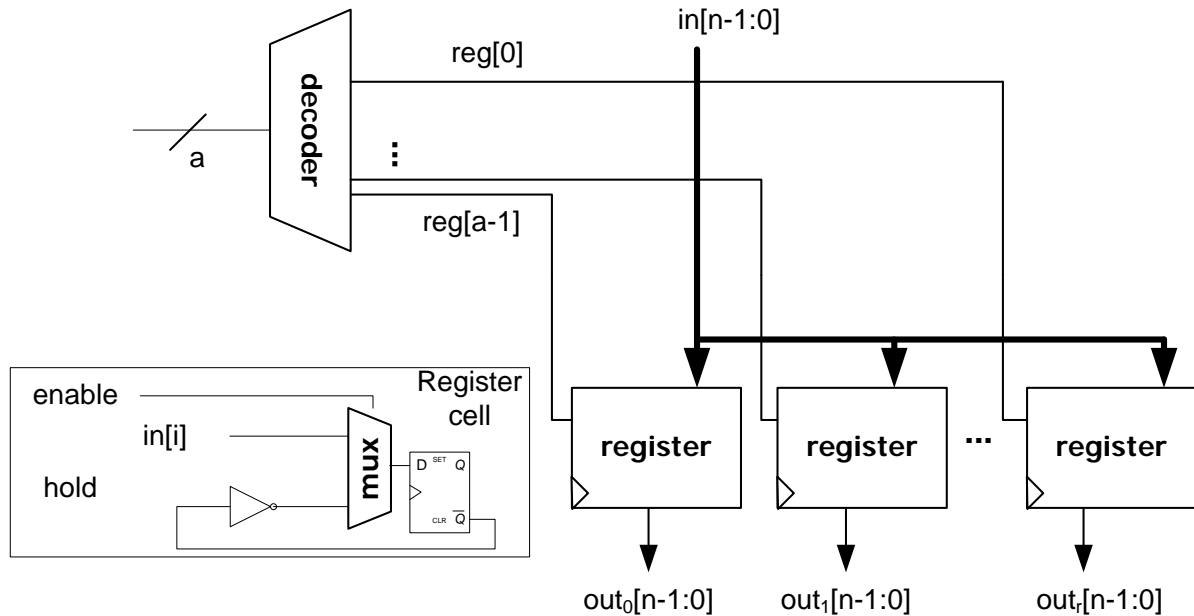 in[n-1:0]
reg[0]
decoder
a
...
reg[a-1]
enable
Register
cell
in[i]
mux
D SET Q
hold
CLR Q̅
register
register
...
register
out₀[n-1:0]
out₁[n-1:0]
outᵣ[n-1:0]